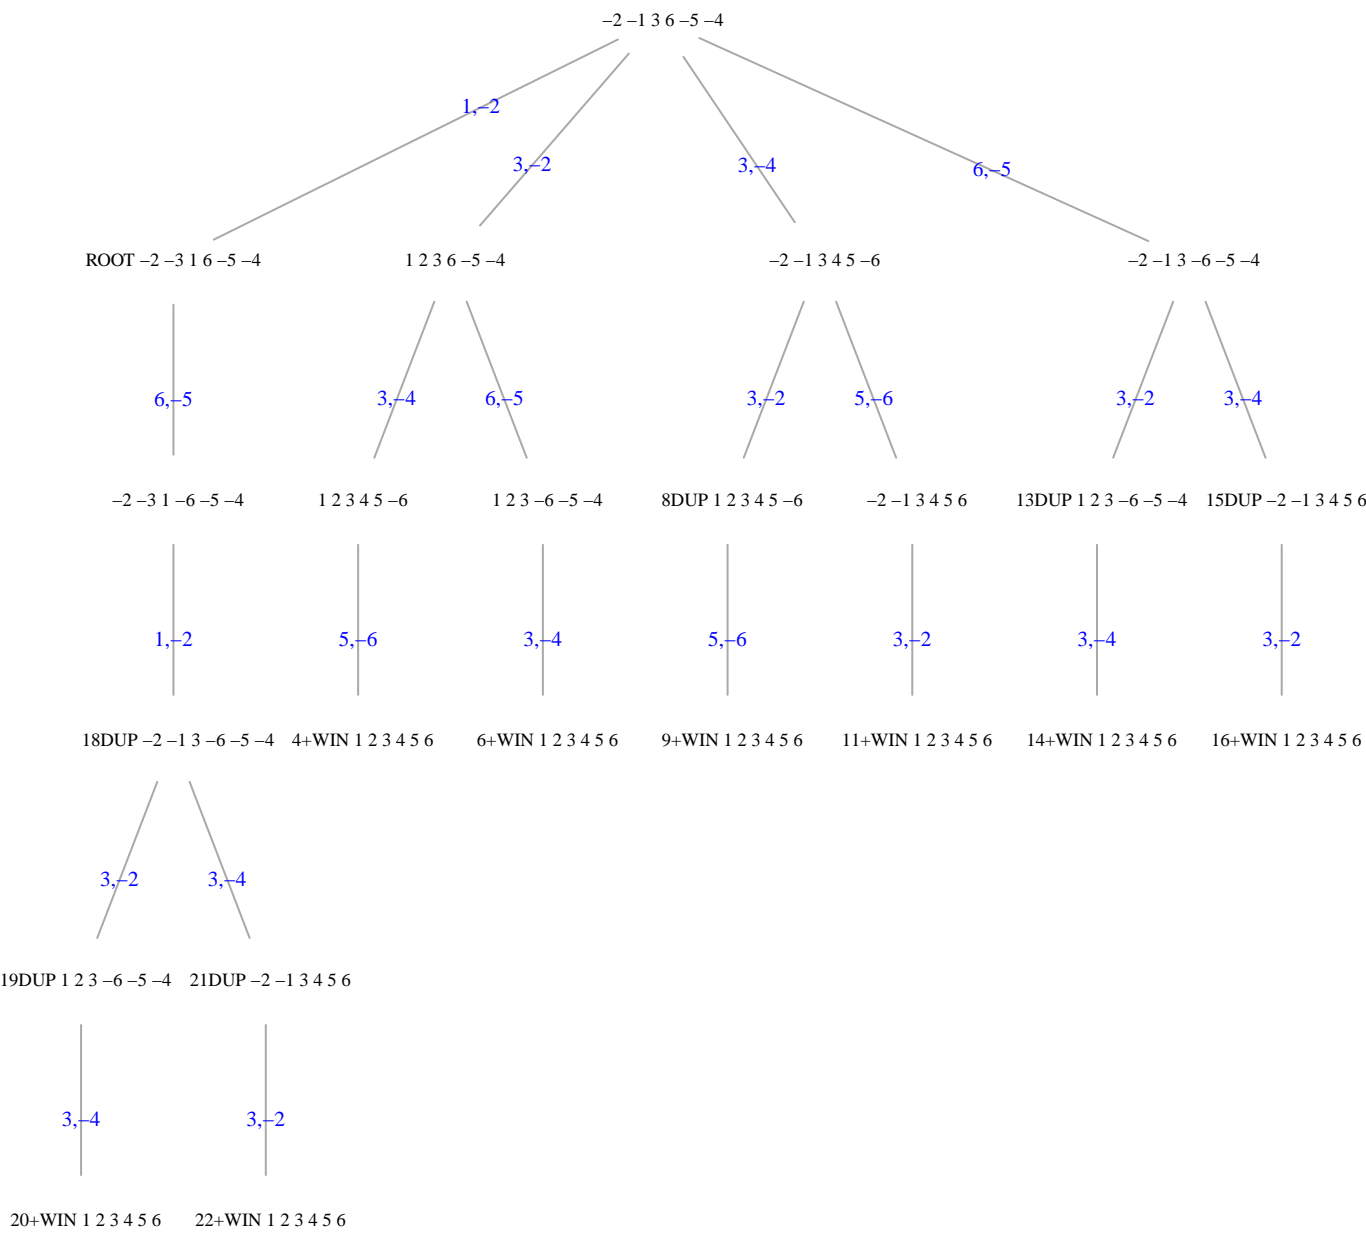 –2 –1 3 6 –5 –4
1,–2
3,–2
3,–4
6,–5
ROOT –2 –3 1 6 –5 –4
1 2 3 6 –5 –4
–2 –1 3 4 5 –6
–2 –1 3 –6 –5 –4
6,–5
3,–4
6,–5
3,–2
5,–6
3,–2
3,–4
–2 –3 1 –6 –5 –4
1 2 3 4 5 –6
1 2 3 –6 –5 –4
8DUP 1 2 3 4 5 –6
–2 –1 3 4 5 6
13DUP 1 2 3 –6 –5 –4
15DUP –2 –1 3 4 5 6
1,–2
5,–6
3,–4
5,–6
3,–2
3,–4
3,–2
18DUP –2 –1 3 –6 –5 –4
4+WIN 1 2 3 4 5 6
6+WIN 1 2 3 4 5 6
9+WIN 1 2 3 4 5 6
11+WIN 1 2 3 4 5 6
14+WIN 1 2 3 4 5 6
16+WIN 1 2 3 4 5 6
3,–2
3,–4
19DUP 1 2 3 –6 –5 –4
21DUP –2 –1 3 4 5 6
3,–4
3,–2
20+WIN 1 2 3 4 5 6
22+WIN 1 2 3 4 5 6